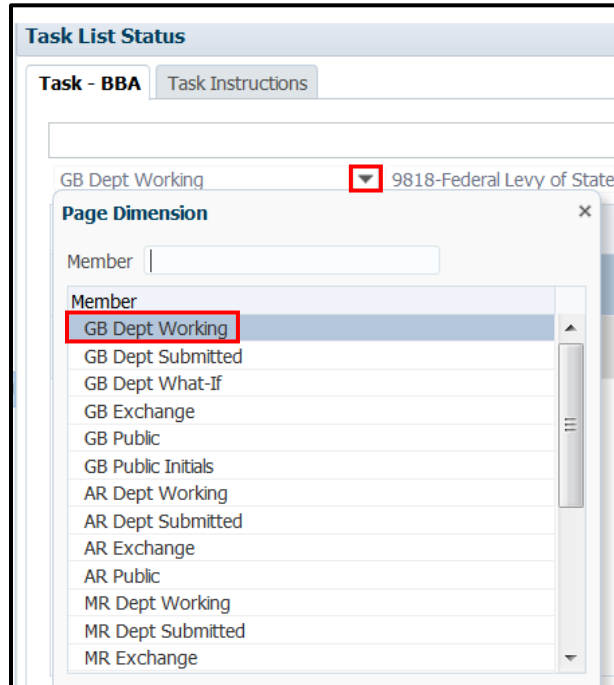 Task List Status
Task - BBA Task Instructions
GB Dept Working 9818-Federal Levy of State
Page Dimension
Member
Member
GB Dept Working
GB Dept Submitted
GB Dept What-If
GB Exchange
GB Public
GB Public Initials
AR Dept Working
AR Dept Submitted
AR Exchange
AR Public
MR Dept Working
MR Dept Submitted
MR Exchange